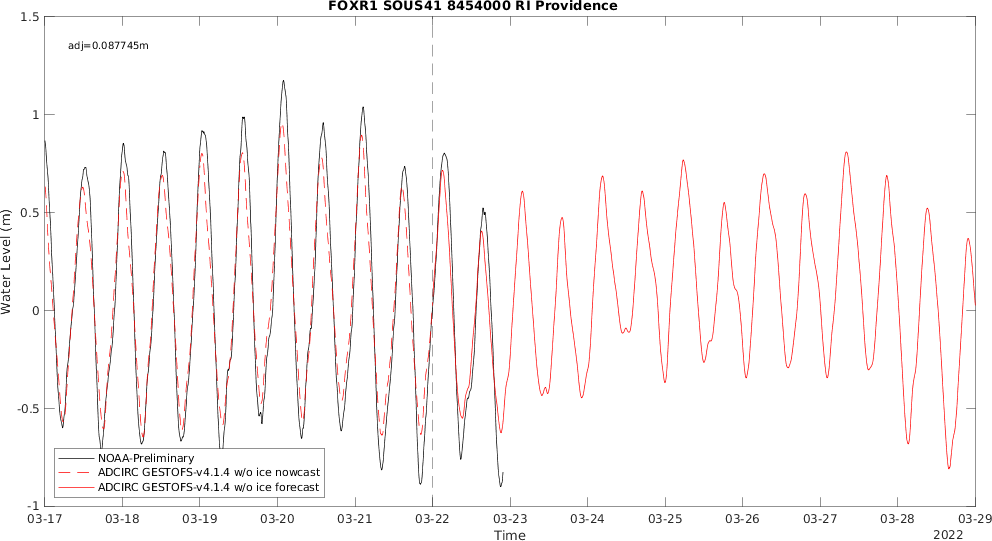 FOXR1 SOUS41 8454000 RI Providence
adj=0.087745m
Water Level (m)
1.5
1
0.5
0
-0.5
-1
NOAA-Preliminary
ADCIRC GESTOFS-v4.1.4 w/o ice nowcast
ADCIRC GESTOFS-v4.1.4 w/o ice forecast
03-17 03-18 03-19 03-20 03-21 03-22 03-23 03-24 03-25 03-26 03-27 03-28 03-29
Time
2022